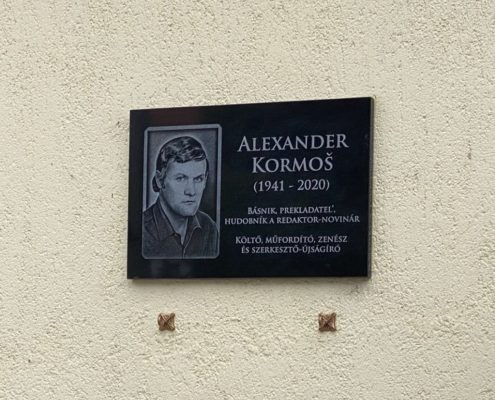 ALEXANDER
KORMOŠ
(1941 - 2020)
BÁSNIK, PREKLADATEĽ,
HUDOBNÍK A REDAKTOR-NOVINÁR
KÖLTŐ, MŰFORDÍTÓ, ZENÉSZ
ÉS SZERKESZTŐ-ÚJSÁGÍRÓ